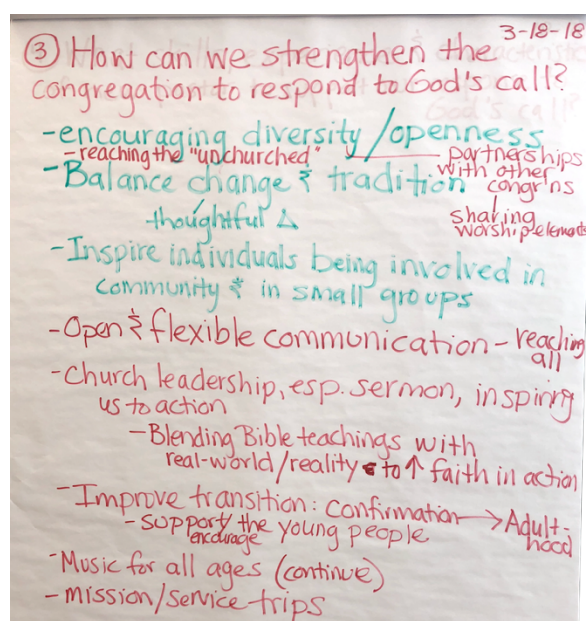 3-18-18
③ How can we strengthen the
congregation to respond to God's call?
-encouraging diversity/openness
-reaching the "unchurched"
partnerships
with other
congr'ns
sharing
worship elements
-Balance change & tradition
thoughtful Δ
-Inspire individuals being involved in
community & in small groups
-Open & flexible communication - reaching
all
-Church leadership, esp. sermon, inspiring
us to action
-Blending Bible teachings with
real-world/reality to ↑ faith in action
-Improve transition: confirmation → Adult-
hood
-support/the young people
encourage
-Music for all ages (continue)
-mission/service trips